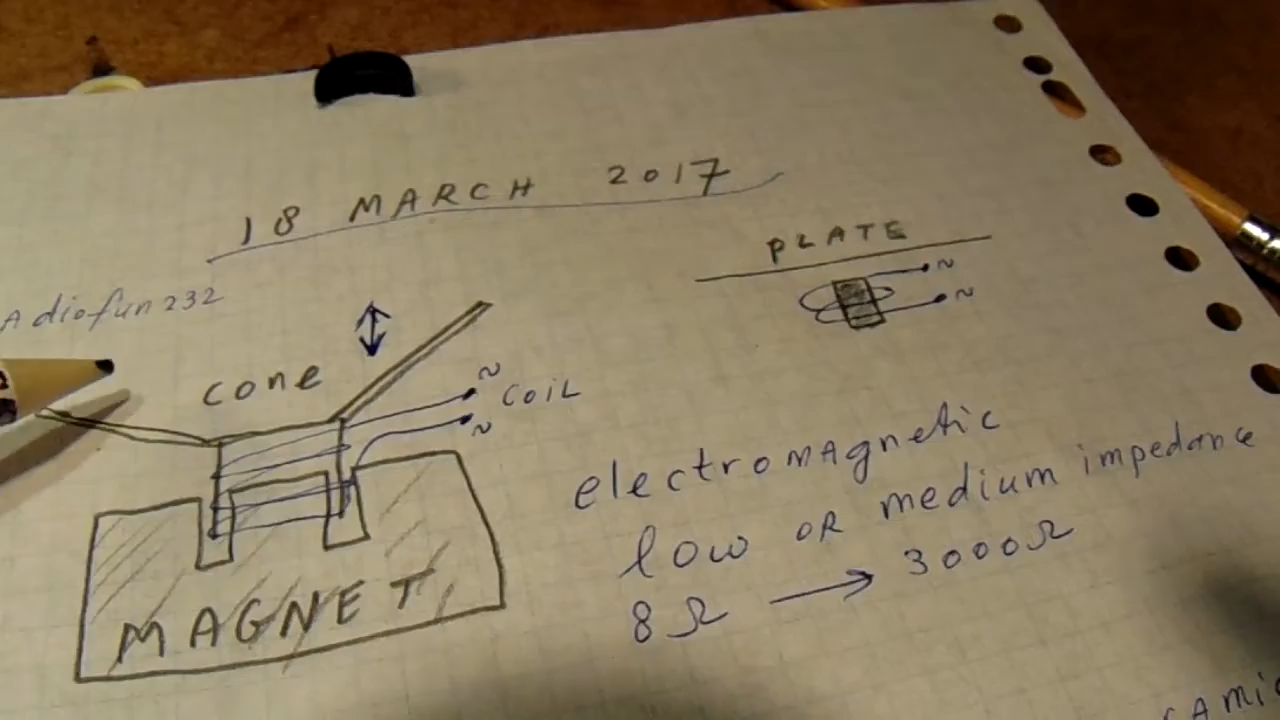 18 MARCH 2017
PLATE
~
~
Adiofun232
cone
~
COIL
~
MAGNET
electromagnetic
low OR medium impedance
8Ω → 3000Ω